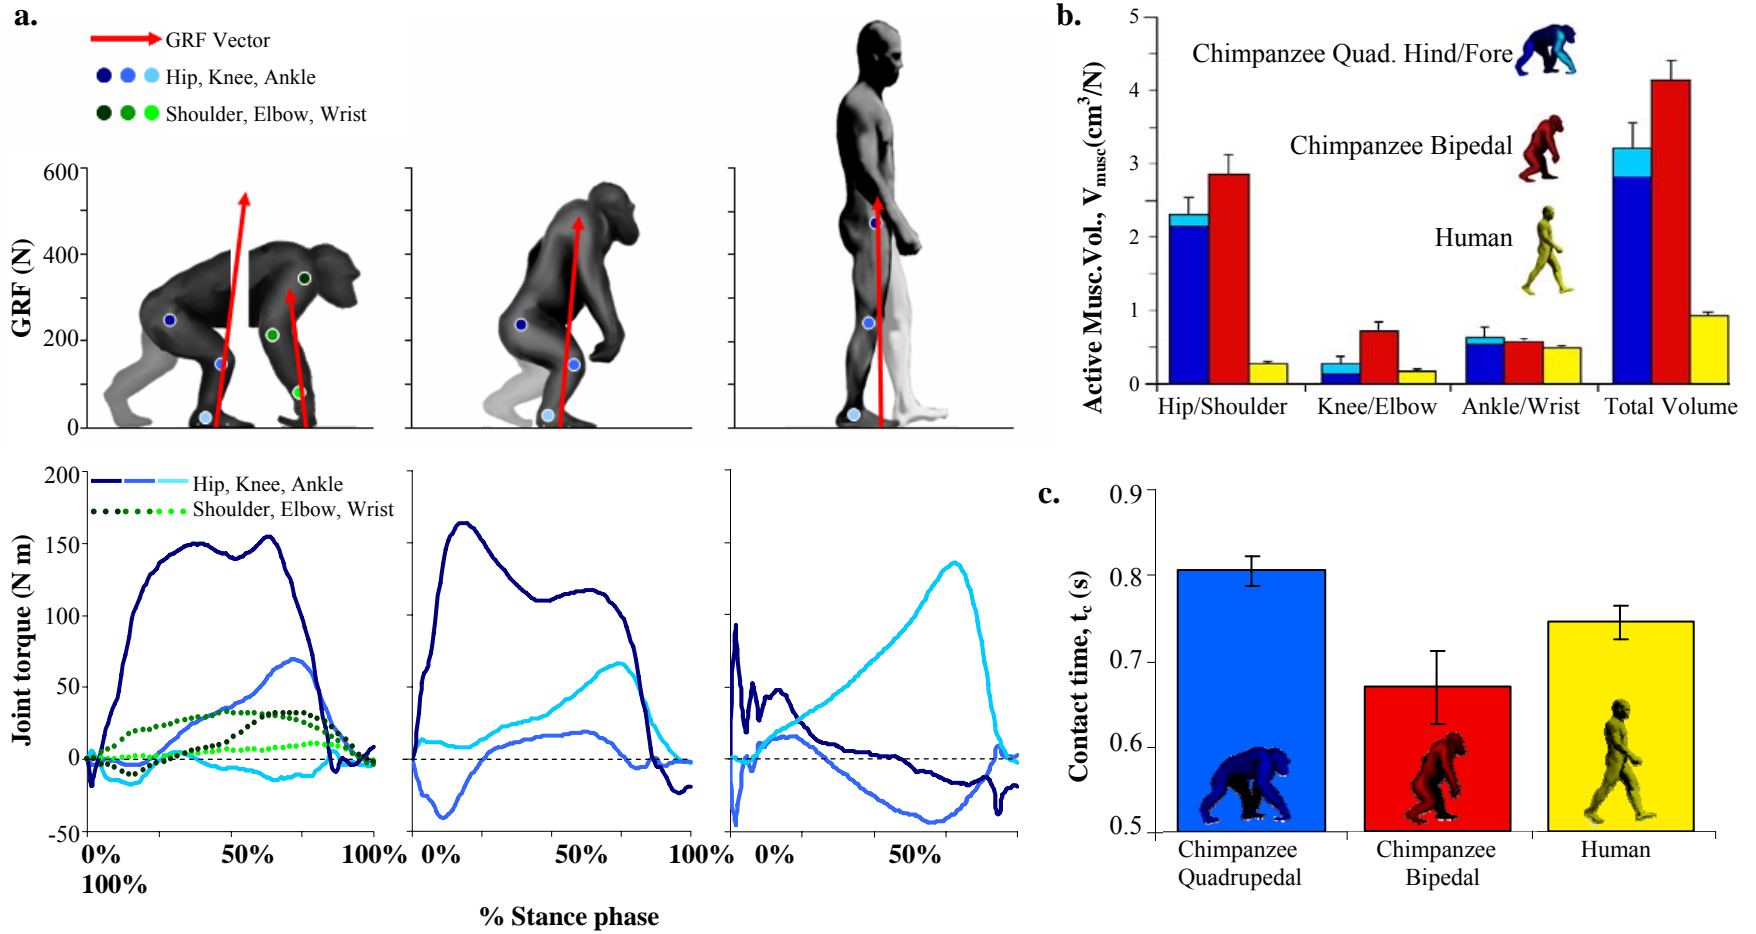 a.
GRF Vector
Hip, Knee, Ankle
Shoulder, Elbow, Wrist
GRF (N)
600
400
200
0
Joint torque (N m)
200
150
100
50
0
-50
Hip, Knee, Ankle
Shoulder, Elbow, Wrist
0% 50% 100% 0% 50% 100% 0% 50%
100%
% Stance phase
b.
Active Musc.Vol., Vmusc(cm³/N)
5
4
3
2
1
0
Chimpanzee Quad. Hind/Fore
Chimpanzee Bipedal
Human
Hip/Shoulder Knee/Elbow Ankle/Wrist Total Volume
c.
Contact time, tc (s)
0.9
0.8
0.7
0.6
0.5
Chimpanzee Quadrupedal
Chimpanzee Bipedal
Human